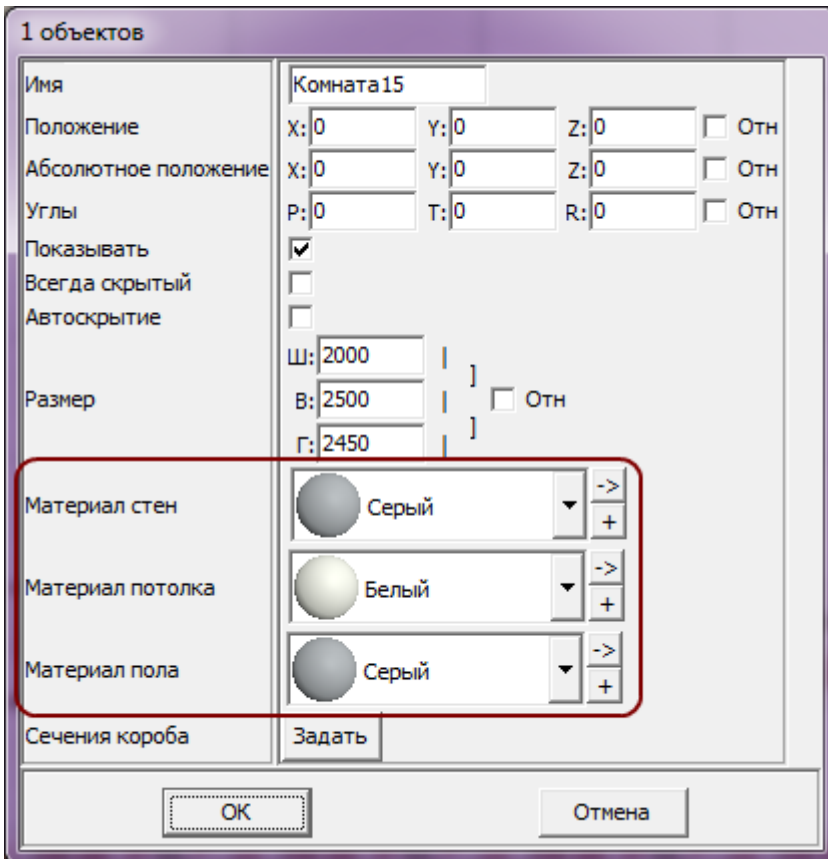 1 объектов
Имя Комната15
Положение X: 0 Y: 0 Z: 0 Отн
Абсолютное положение X: 0 Y: 0 Z: 0 Отн
Углы P: 0 T: 0 R: 0 Отн
Показывать
Всегда скрытый
Автоскрытие
Ш: 2000 |
]
Размер В: 2500 | Отн
]
Г: 2450 |
->
Материал стен Серый
+
->
Материал потолка Белый
+
->
Материал пола Серый
+
Сечения короба Задать
ОК Отмена